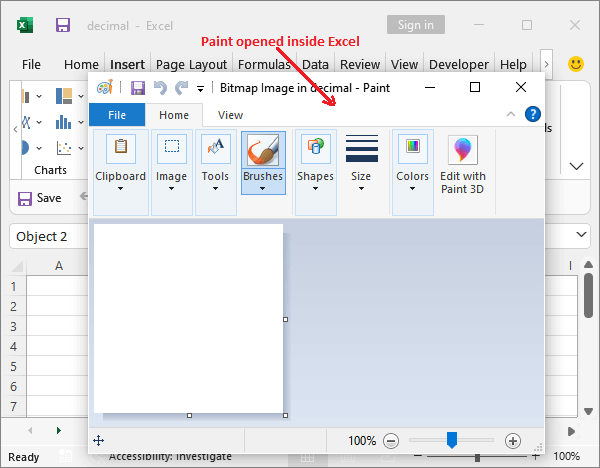 decimal - Excel
Sign in
Paint opened inside Excel
File Home Insert Page Layout Formulas Data Review View Developer Help
Bitmap Image in decimal - Paint
File Home View
Charts
Clipboard Image Tools Brushes Shapes Size Colors Edit with
Paint 3D
Save
Object 2
A I
1
2
3
4
5
6
7
100%
Ready Accessibility: Investigate 100%